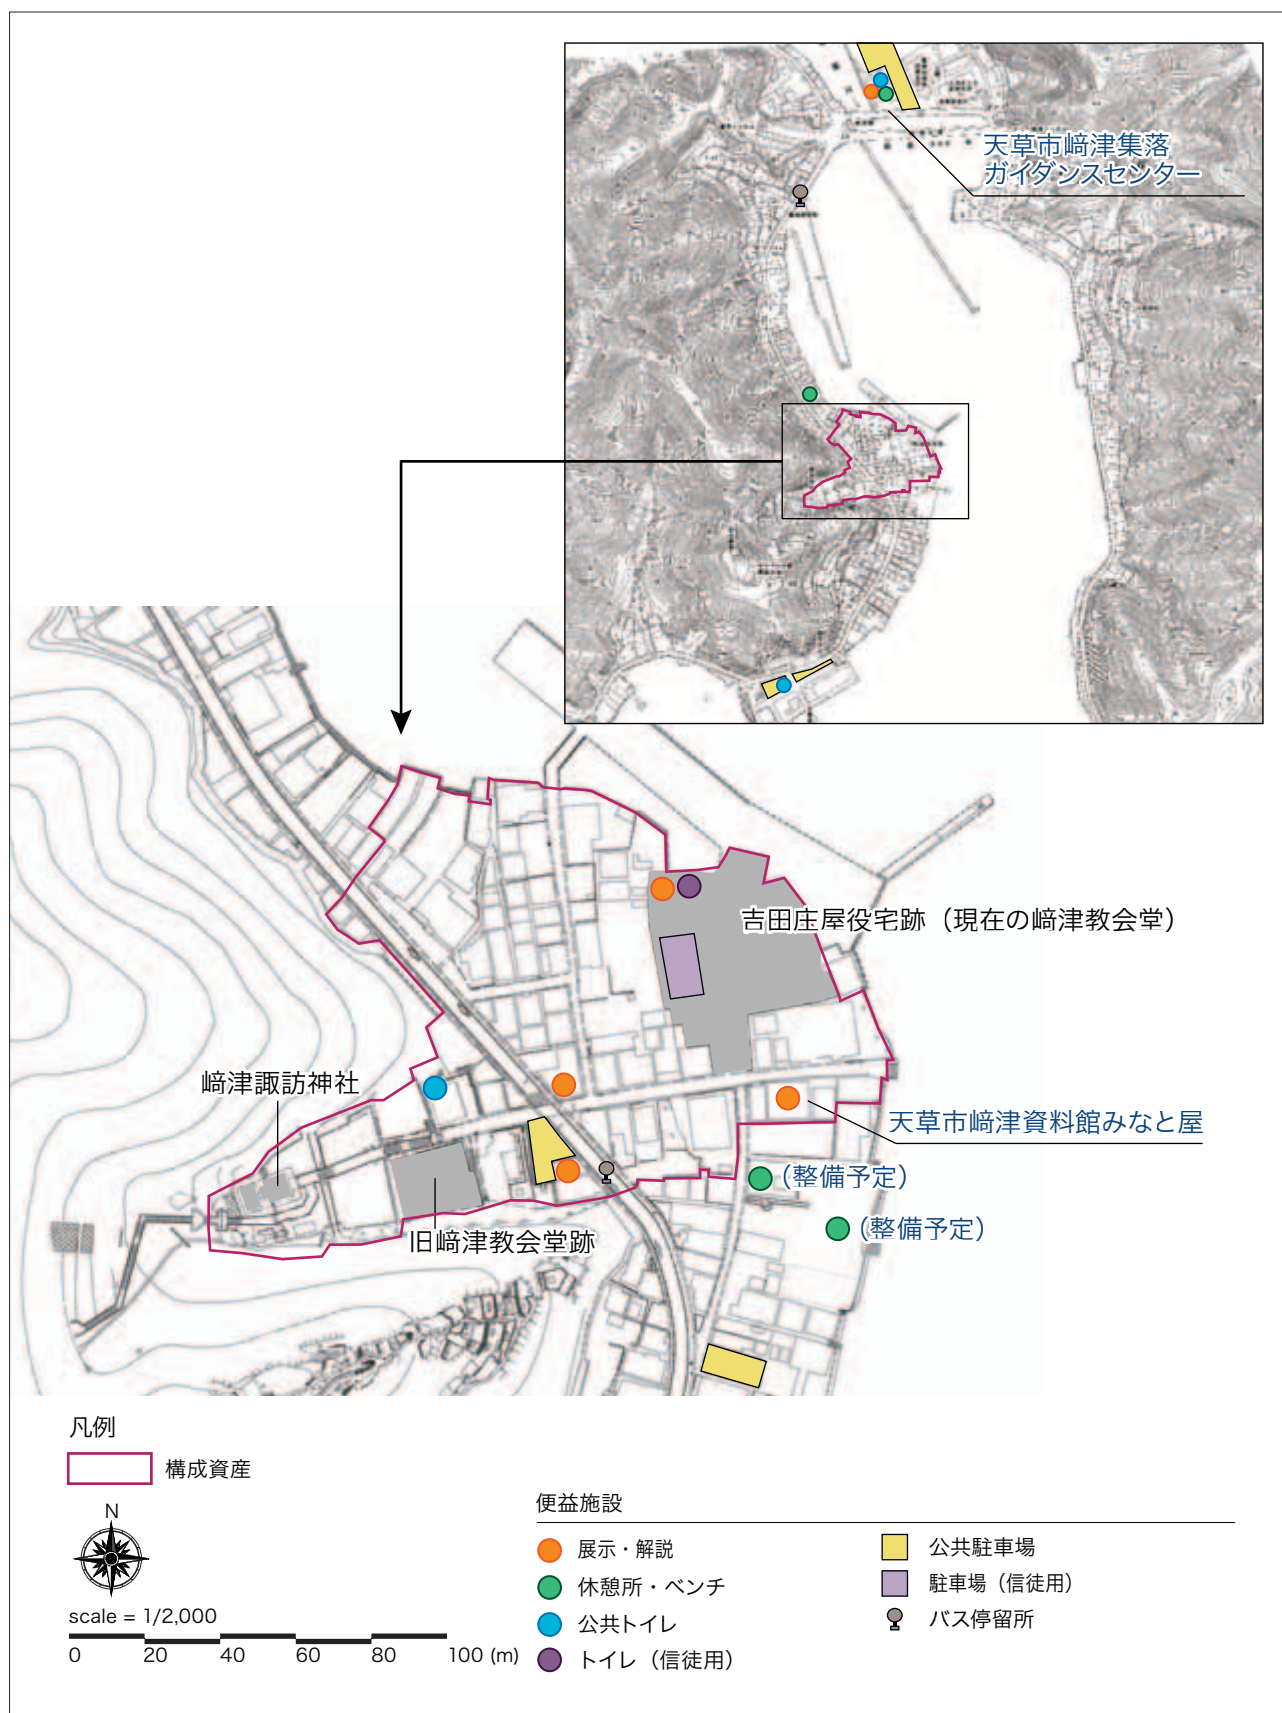 天草市﨑津集落
ガイダンスセンター
吉田庄屋役宅跡（現在の﨑津教会堂）
﨑津諏訪神社
天草市﨑津資料館みなと屋
（整備予定）
（整備予定）
旧﨑津教会堂跡
凡例
構成資産
N
scale = 1/2,000
0 20 40 60 80 100 (m)
便益施設
展示・解説
休憩所・ベンチ
公共トイレ
トイレ（信徒用）
公共駐車場
駐車場（信徒用）
バス停留所